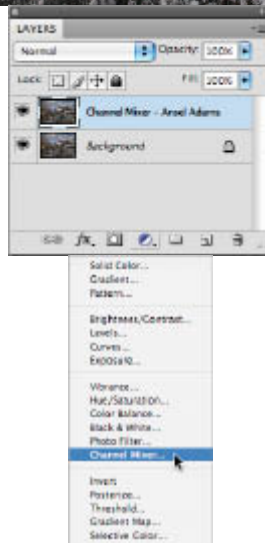 LAYERS
Normal Opacity: 100%
Lock: Fill: 100%
Channel Mixer - Ansel Adams
Background
fx.
Solid Color...
Gradient...
Pattern...
Brightness/Contrast...
Levels...
Curves...
Exposure...
Vibrance...
Hue/Saturation...
Color Balance...
Black & White...
Photo Filter...
Channel Mixer...
Invert
Posterize...
Threshold...
Gradient Map...
Selective Color...